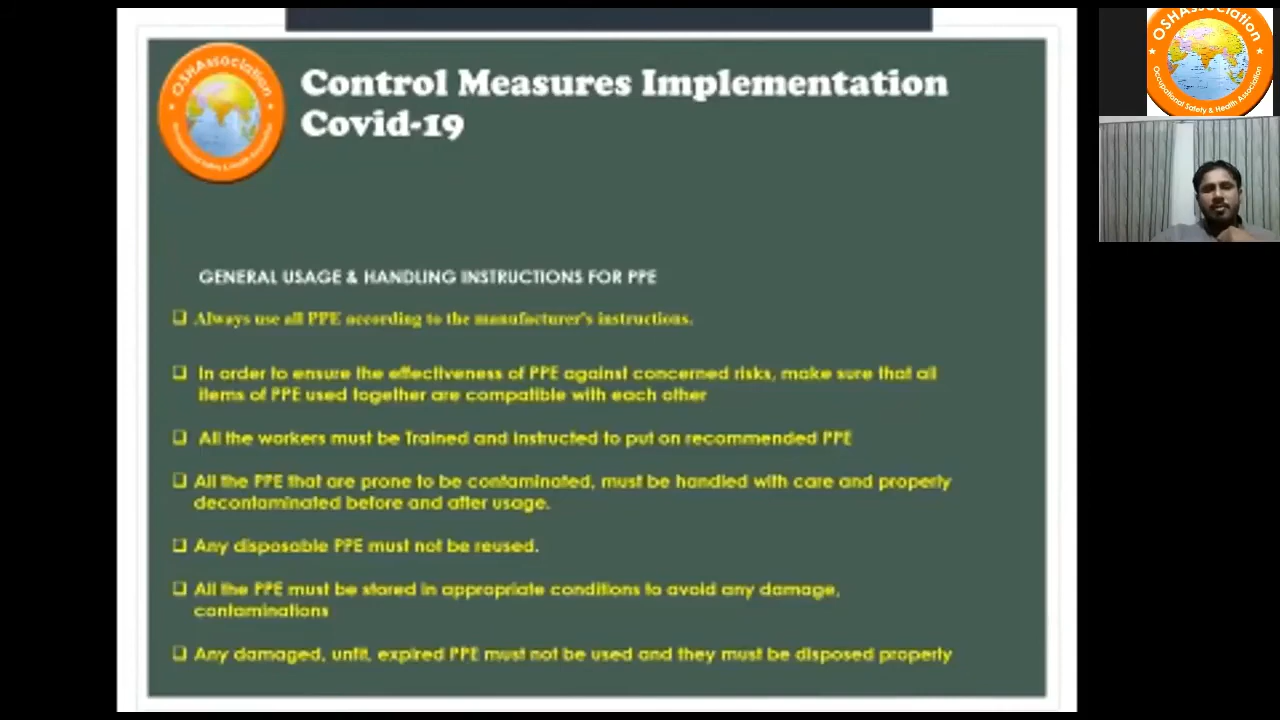 OSHAssociation
Occupational Safety & Health Association
Control Measures Implementation
Covid-19
GENERAL USAGE & HANDLING INSTRUCTIONS FOR PPE
Always use all PPE according to the manufacturer's instructions.
In order to ensure the effectiveness of PPE against concerned risks, make sure that all
items of PPE used together are compatible with each other
All the workers must be Trained and instructed to put on recommended PPE
All the PPE that are prone to be contaminated, must be handled with care and properly
decontaminated before and after usage.
Any disposable PPE must not be reused.
All the PPE must be stored in appropriate conditions to avoid any damage,
contaminations
Any damaged, unfit, expired PPE must not be used and they must be disposed properly
OSHAssociation
Occupational Safety & Health Association